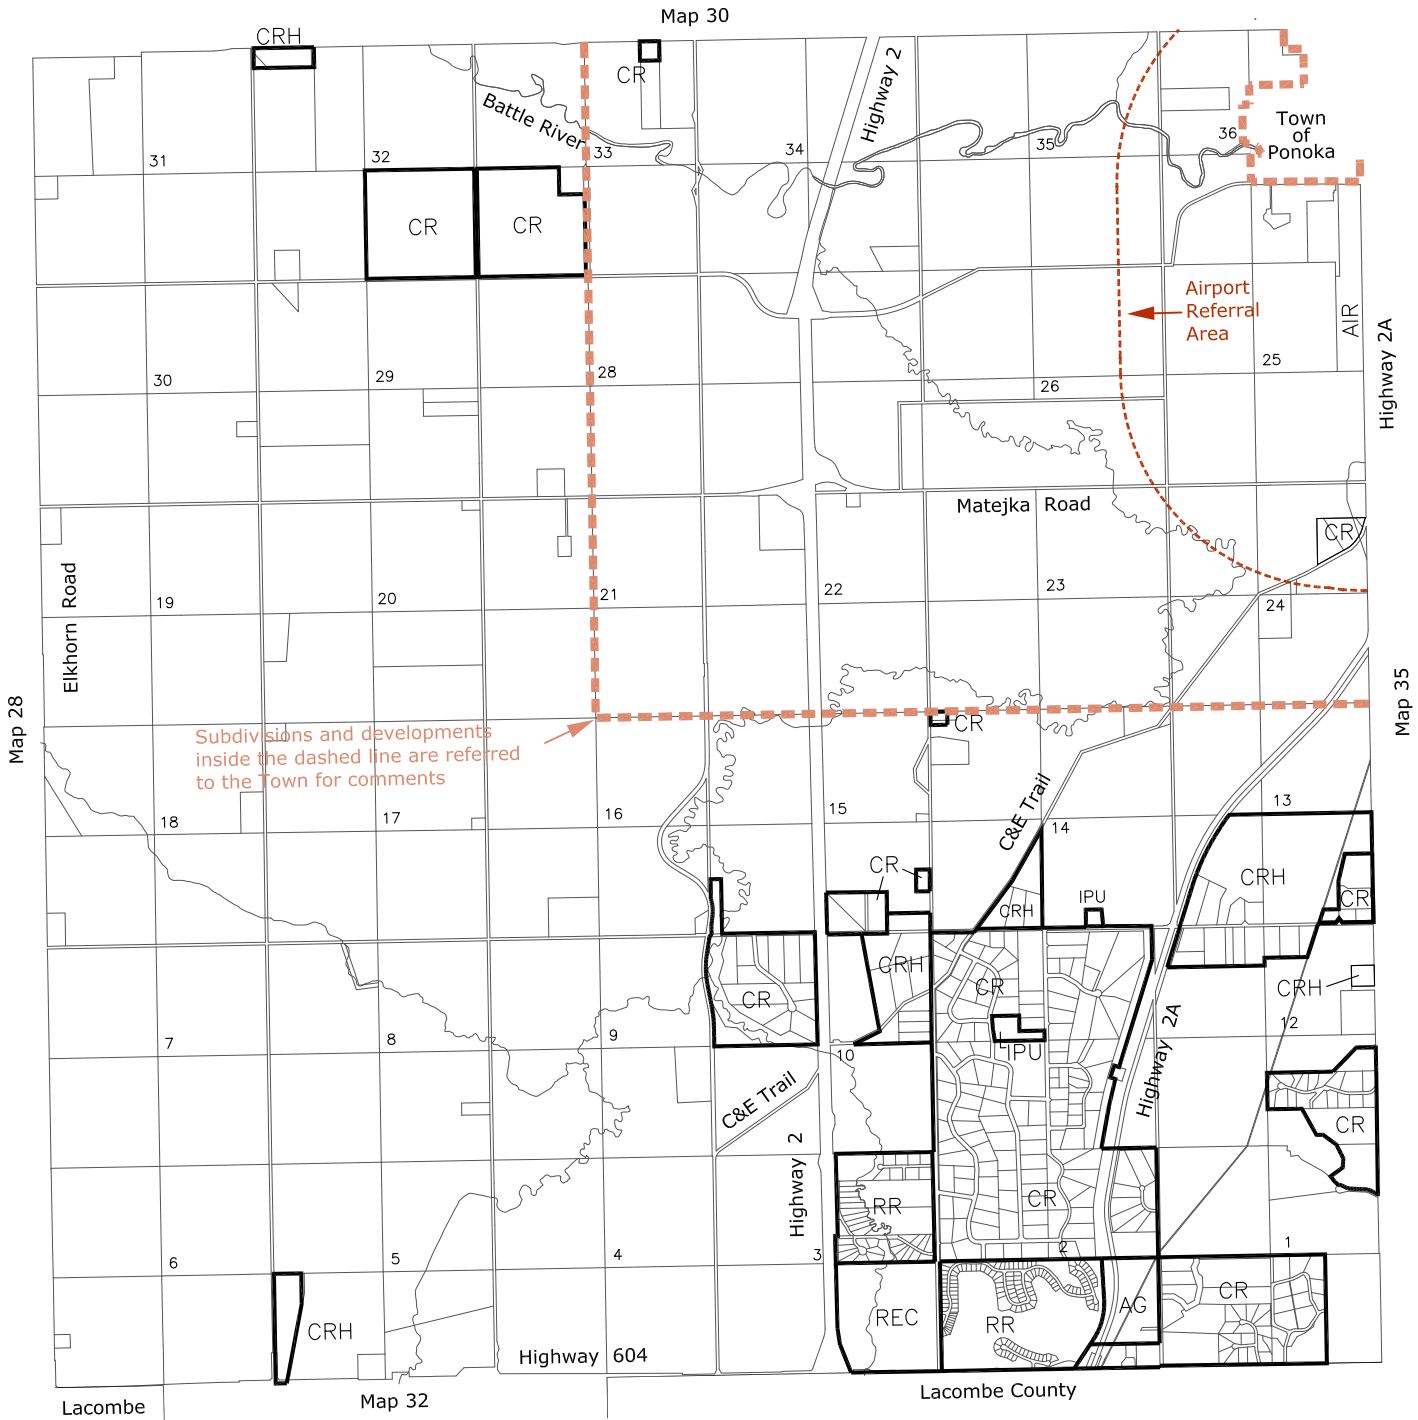 Map 30
CRH
CR
Highway 2
Battle River
Town
of
Ponoka
31
32
33
34
35
36
CR
CR
Airport
Referral
Area
AIR
Highway 2A
30
29
28
26
25
Matejka Road
CR
Elkhorn Road
19
20
21
22
23
24
Map 28
Map 35
Subdivisions and developments
inside the dashed line are referred
to the Town for comments
CR
C&E Trail
18
17
16
15
14
13
CR
CRH
IPU
CRH
CR
CR
CRH
CR
CRH
IPU
7
8
9
10
12
Highway 2A
C&E Trail
Highway 2
CR
RR
CR
6
5
4
3
2
1
CRH
REC
RR
AG
CR
Highway 604
Lacombe
Map 32
Lacombe County